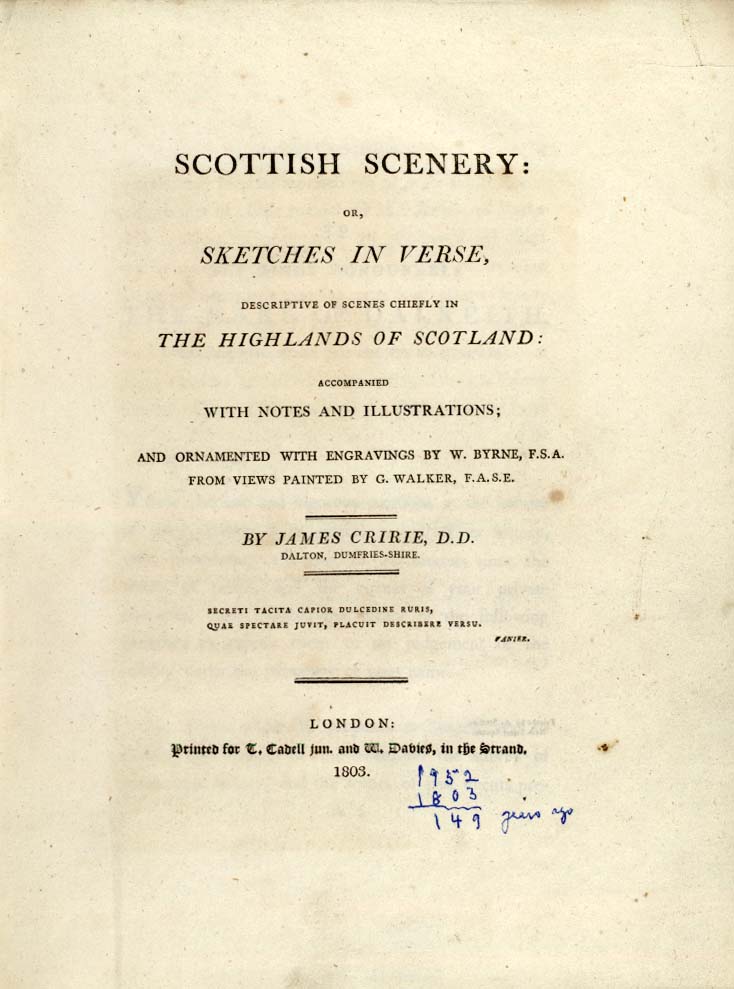 SCOTTISH SCENERY:
OR,
SKETCHES IN VERSE,
DESCRIPTIVE OF SCENES CHIEFLY IN
THE HIGHLANDS OF SCOTLAND:
ACCOMPANIED
WITH NOTES AND ILLUSTRATIONS;
AND ORNAMENTED WITH ENGRAVINGS BY W. BYRNE, F.S.A.
FROM VIEWS PAINTED BY G. WALKER, F.A.S.E.
BY JAMES CRIRIE, D.D.
DALTON, DUMFRIES-SHIRE.
SECRETI TACITA CAPIOR DULCEDINE RURIS,
QUAE SPECTARE JUVIT, PLACUIT DESCRIBERE VERSU.
VANIER.
LONDON:
Printed for T. Cadell jun. and W. Davies, in the Strand.
1803.
1952
1803
149 years ago